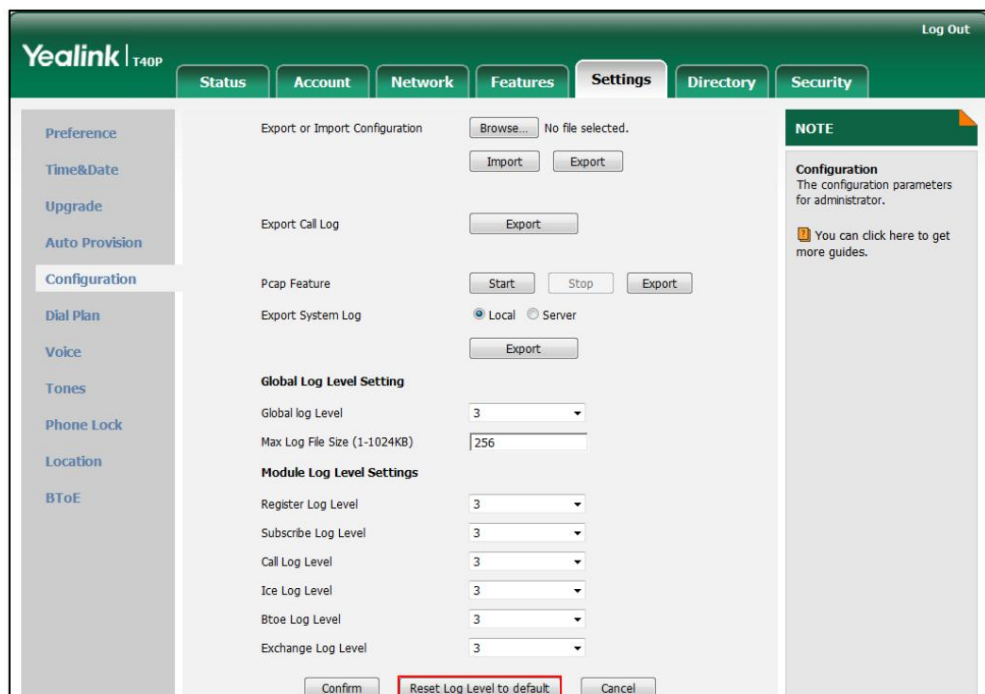 Log Out
Yealink | T40P
Status Account Network Features Settings Directory Security
Preference
Time&Date
Upgrade
Auto Provision
Configuration
Dial Plan
Voice
Tones
Phone Lock
Location
BToE
Export or Import Configuration Browse... No file selected.
Import Export
Export Call Log Export
Pcap Feature Start Stop Export
Export System Log Local Server
Export
Global Log Level Setting
Global log Level 3
Max Log File Size (1-1024KB) 256
Module Log Level Settings
Register Log Level 3
Subscribe Log Level 3
Call Log Level 3
Ice Log Level 3
Btoe Log Level 3
Exchange Log Level 3
Confirm Reset Log Level to default Cancel
NOTE
Configuration
The configuration parameters
for administrator.
You can click here to get
more guides.